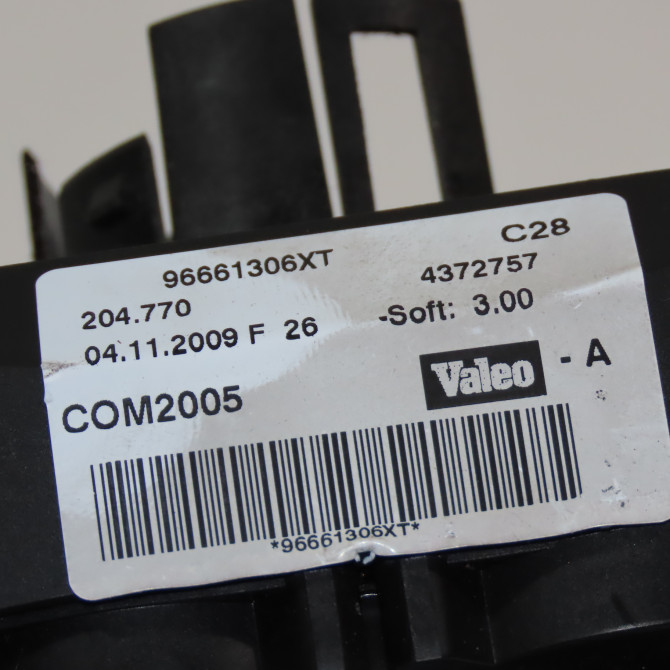 C28
96661306XT 4372757
204.770 -Soft: 3.00
04.11.2009 F 26
Valeo - A
COM2005
*96661306XT*